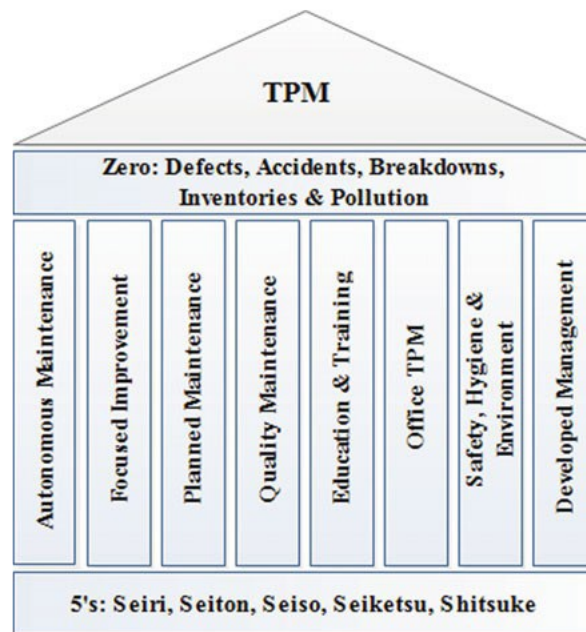 TPM
Zero: Defects, Accidents, Breakdowns,
Inventories & Pollution
Autonomous Maintenance
Focused Improvement
Planned Maintenance
Quality Maintenance
Education & Training
Office TPM
Safety, Hygiene &
Environment
Developed Management
5's: Seiri, Seiton, Seiso, Seiketsu, Shitsuke